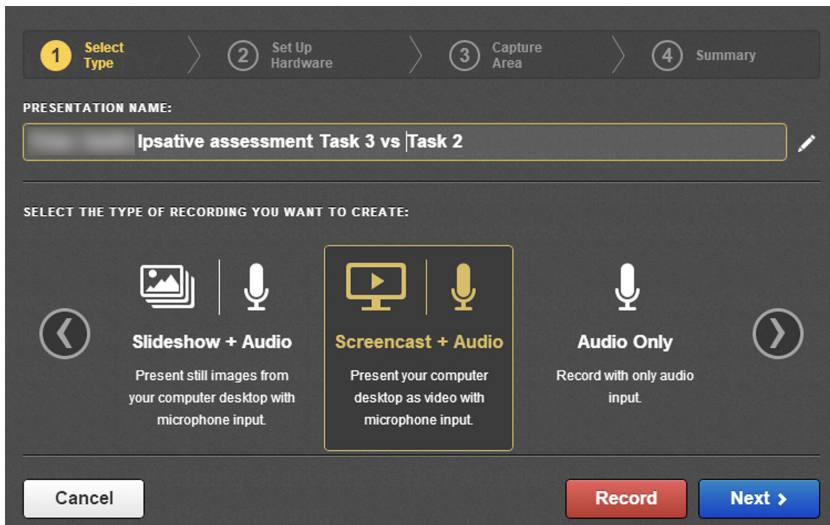 1 Select Type
2 Set Up Hardware
3 Capture Area
4 Summary
PRESENTATION NAME:
Ipsative assessment Task 3 vs Task 2
SELECT THE TYPE OF RECORDING YOU WANT TO CREATE:
Slideshow + Audio
Present still images from
your computer desktop with
microphone input.
Screencast + Audio
Present your computer
desktop as video with
microphone input.
Audio Only
Record with only audio
input.
Cancel
Record
Next >